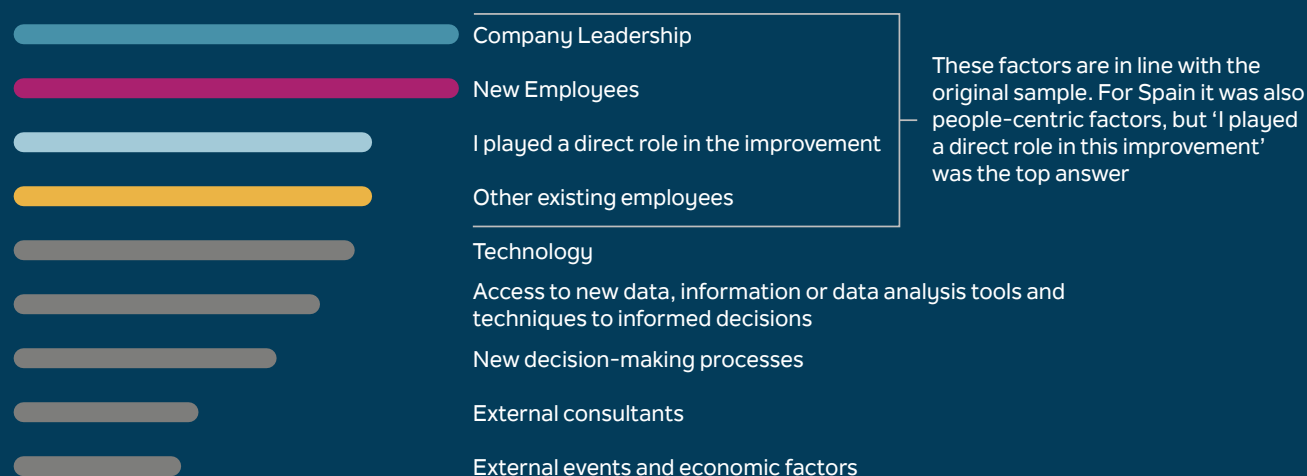 Company Leadership
New Employees
I played a direct role in the improvement
Other existing employees
These factors are in line with the
original sample. For Spain it was also
people-centric factors, but ‘I played
a direct role in this improvement’
was the top answer
Technology
Access to new data, information or data analysis tools and
techniques to informed decisions
New decision-making processes
External consultants
External events and economic factors